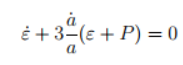 ε̇ + 3 ȧ/a (ε + P) = 0